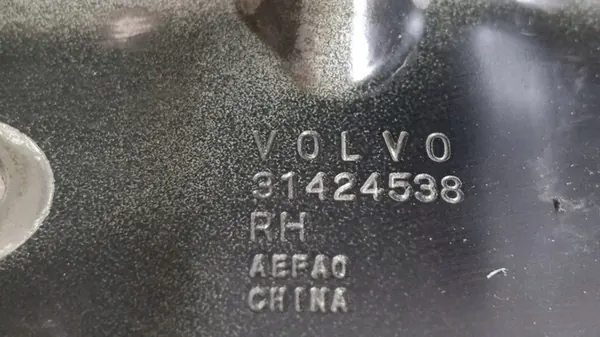 VOLVO
31424538
RH
AEFAO
CHINA